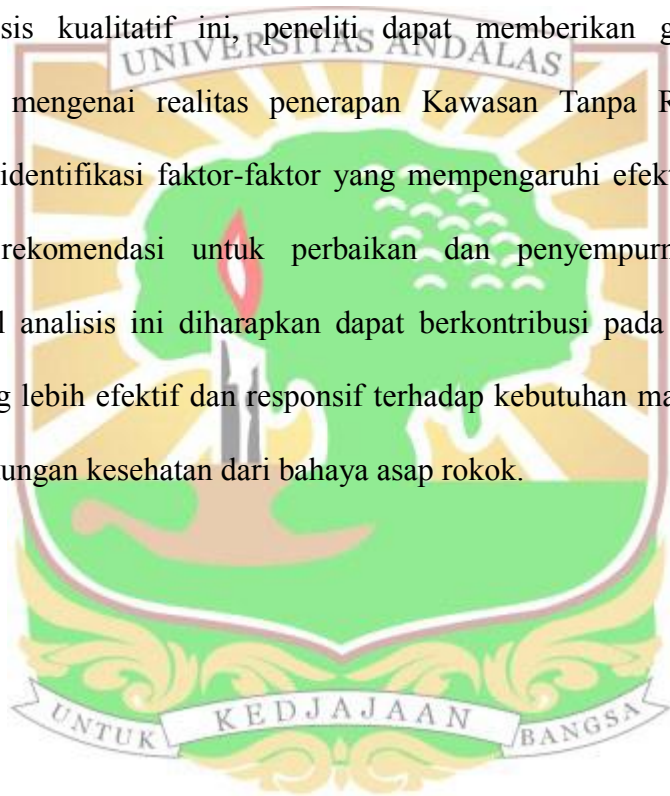 sis kualitatif ini, peneliti dapat memberikan g
UNIVERSITAS ANDALAS
mengenai realitas penerapan Kawasan Tanpa R
identifikasi faktor-faktor yang mempengaruhi efekt
rekomendasi untuk perbaikan dan penyempurn
l analisis ini diharapkan dapat berkontribusi pada
g lebih efektif dan responsif terhadap kebutuhan ma
tungan kesehatan dari bahaya asap rokok.
UNTUK KEDJAJAAN BANGSA